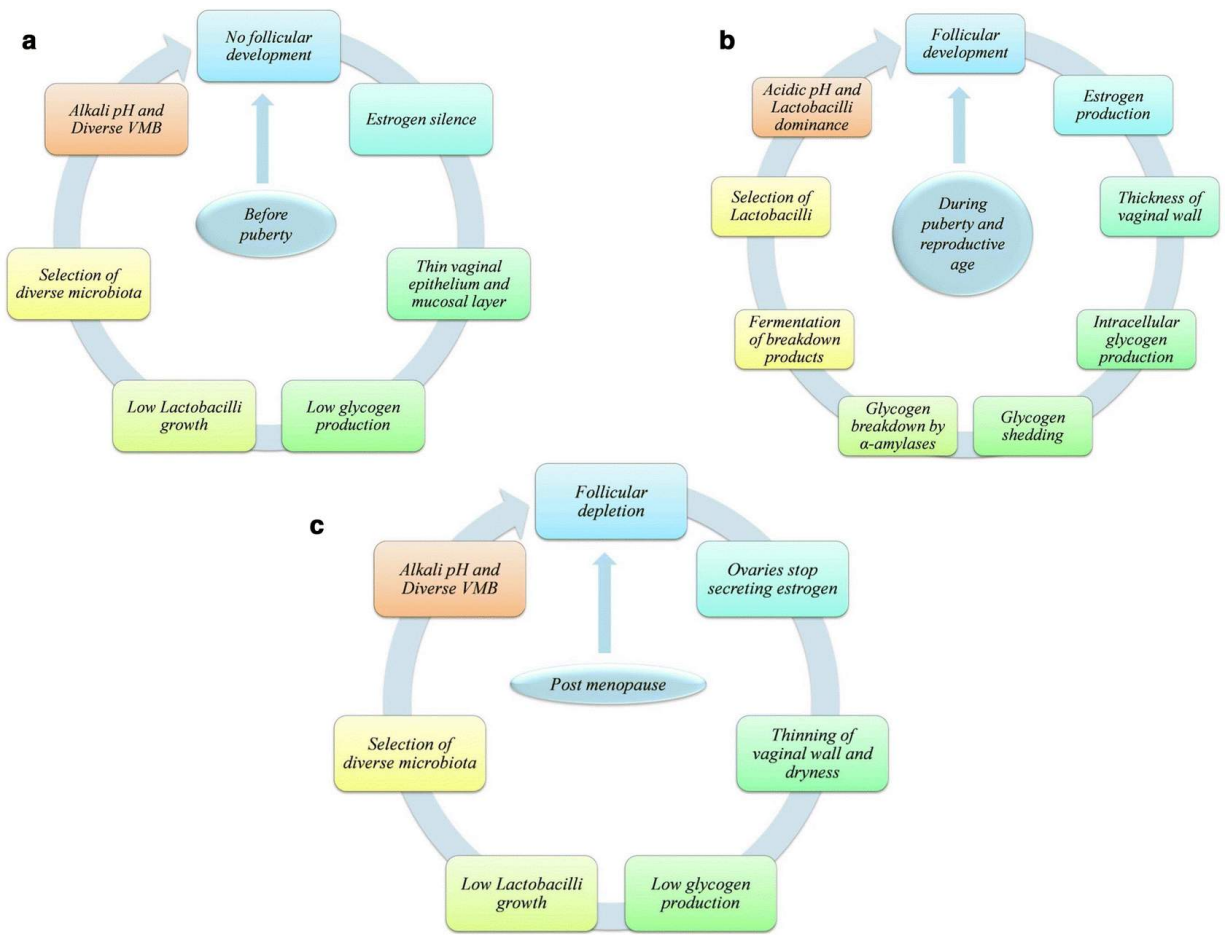 a
No follicular
development
Estrogen silence
Thin vaginal
epithelium and
mucosal layer
Low glycogen
production
Low Lactobacilli
growth
Selection of
diverse microbiota
Alkali pH and
Diverse VMB
Before
puberty
b
Follicular
development
Estrogen
production
Thickness of
vaginal wall
Intracellular
glycogen
production
Glycogen
shedding
Glycogen
breakdown by
α-amylases
Fermentation
of breakdown
products
Selection of
Lactobacilli
Acidic pH and
Lactobacilli
dominance
During
puberty and
reproductive
age
c
Follicular
depletion
Ovaries stop
secreting estrogen
Thinning of
vaginal wall and
dryness
Low glycogen
production
Low Lactobacilli
growth
Selection of
diverse microbiota
Alkali pH and
Diverse VMB
Post menopause